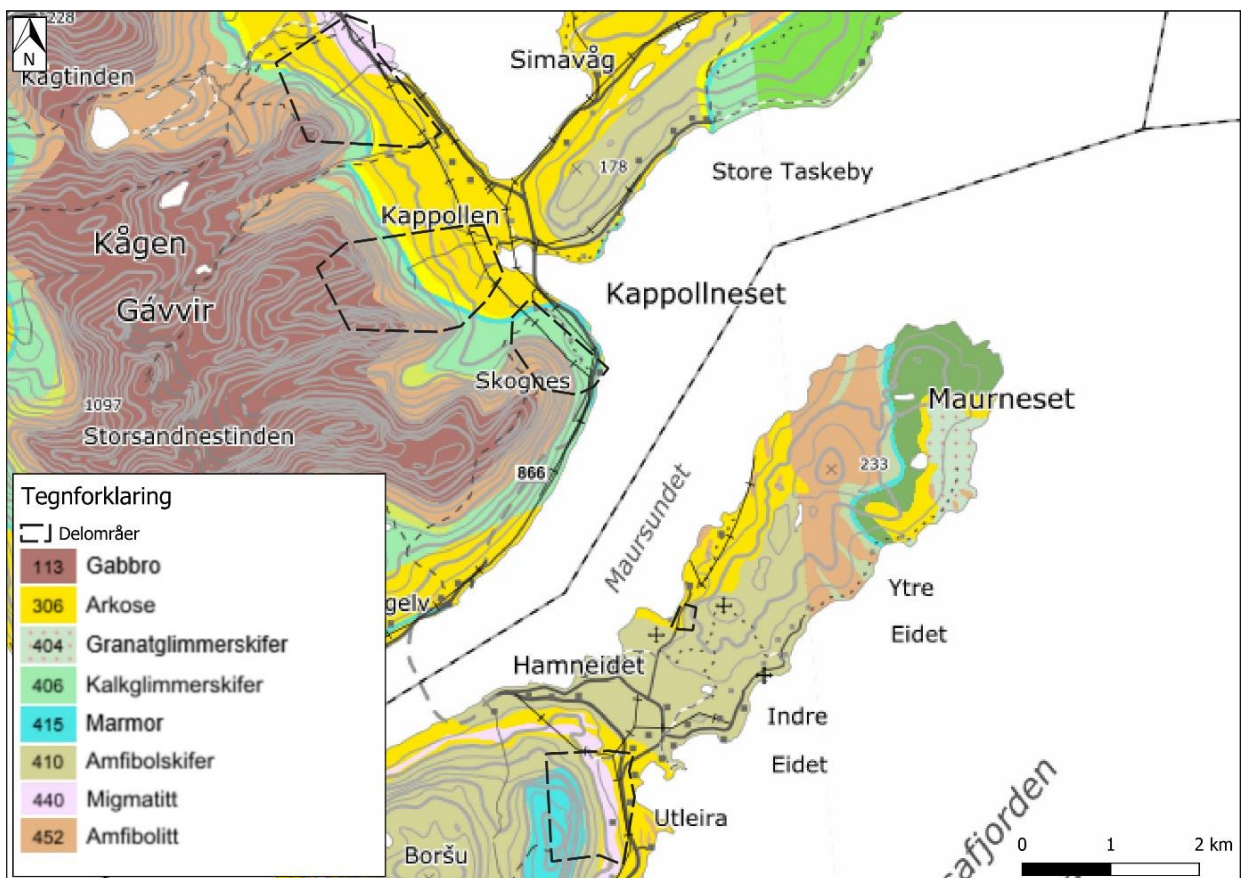 228
N
Kagtinden
Simavåg
178
Store Taskeby
Kappollen
Kågen
Gávvir
Kappollneset
Skognes
1097
Storsandnestinden
866
Maurneset
233
Maursundet
Ytre
Eidet
gelv
Hamneidet
Indre
Eidet
Utleira
Boršu
safjorden
Tegnforklaring
Delområer
113 Gabbro
306 Arkose
404 Granatglimmerskifer
406 Kalkglimmerskifer
415 Marmor
410 Amfibolskifer
440 Migmatitt
452 Amfibolitt
0 1 2 km